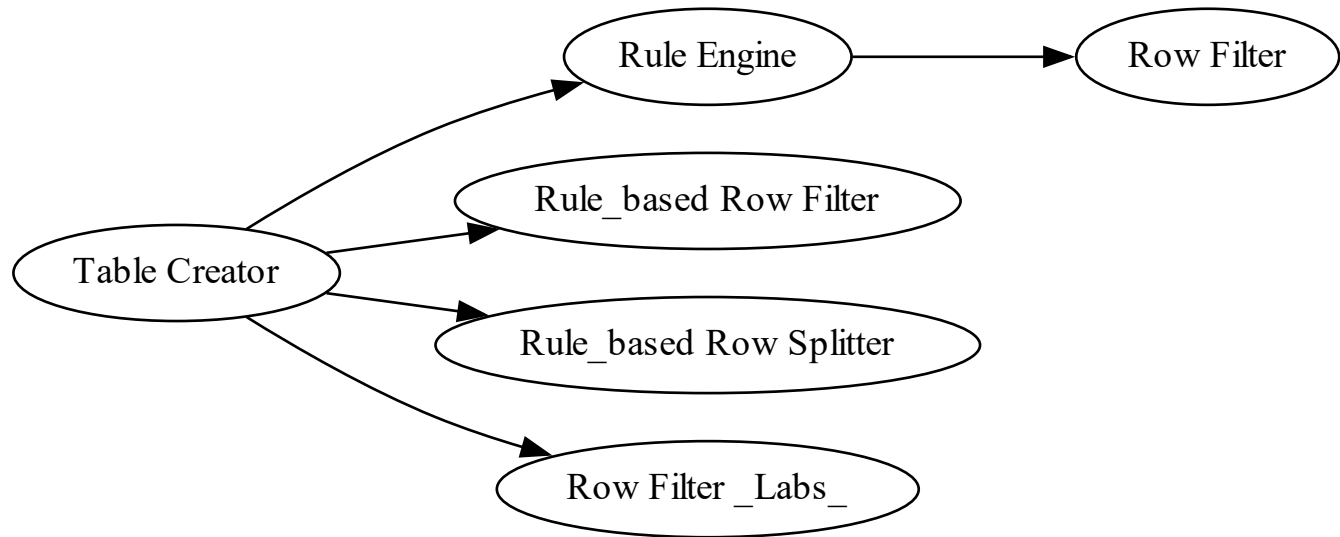 Rule Engine
Row Filter
Rule_based Row Filter
Table Creator
Rule_based Row Splitter
Row Filter _Labs_